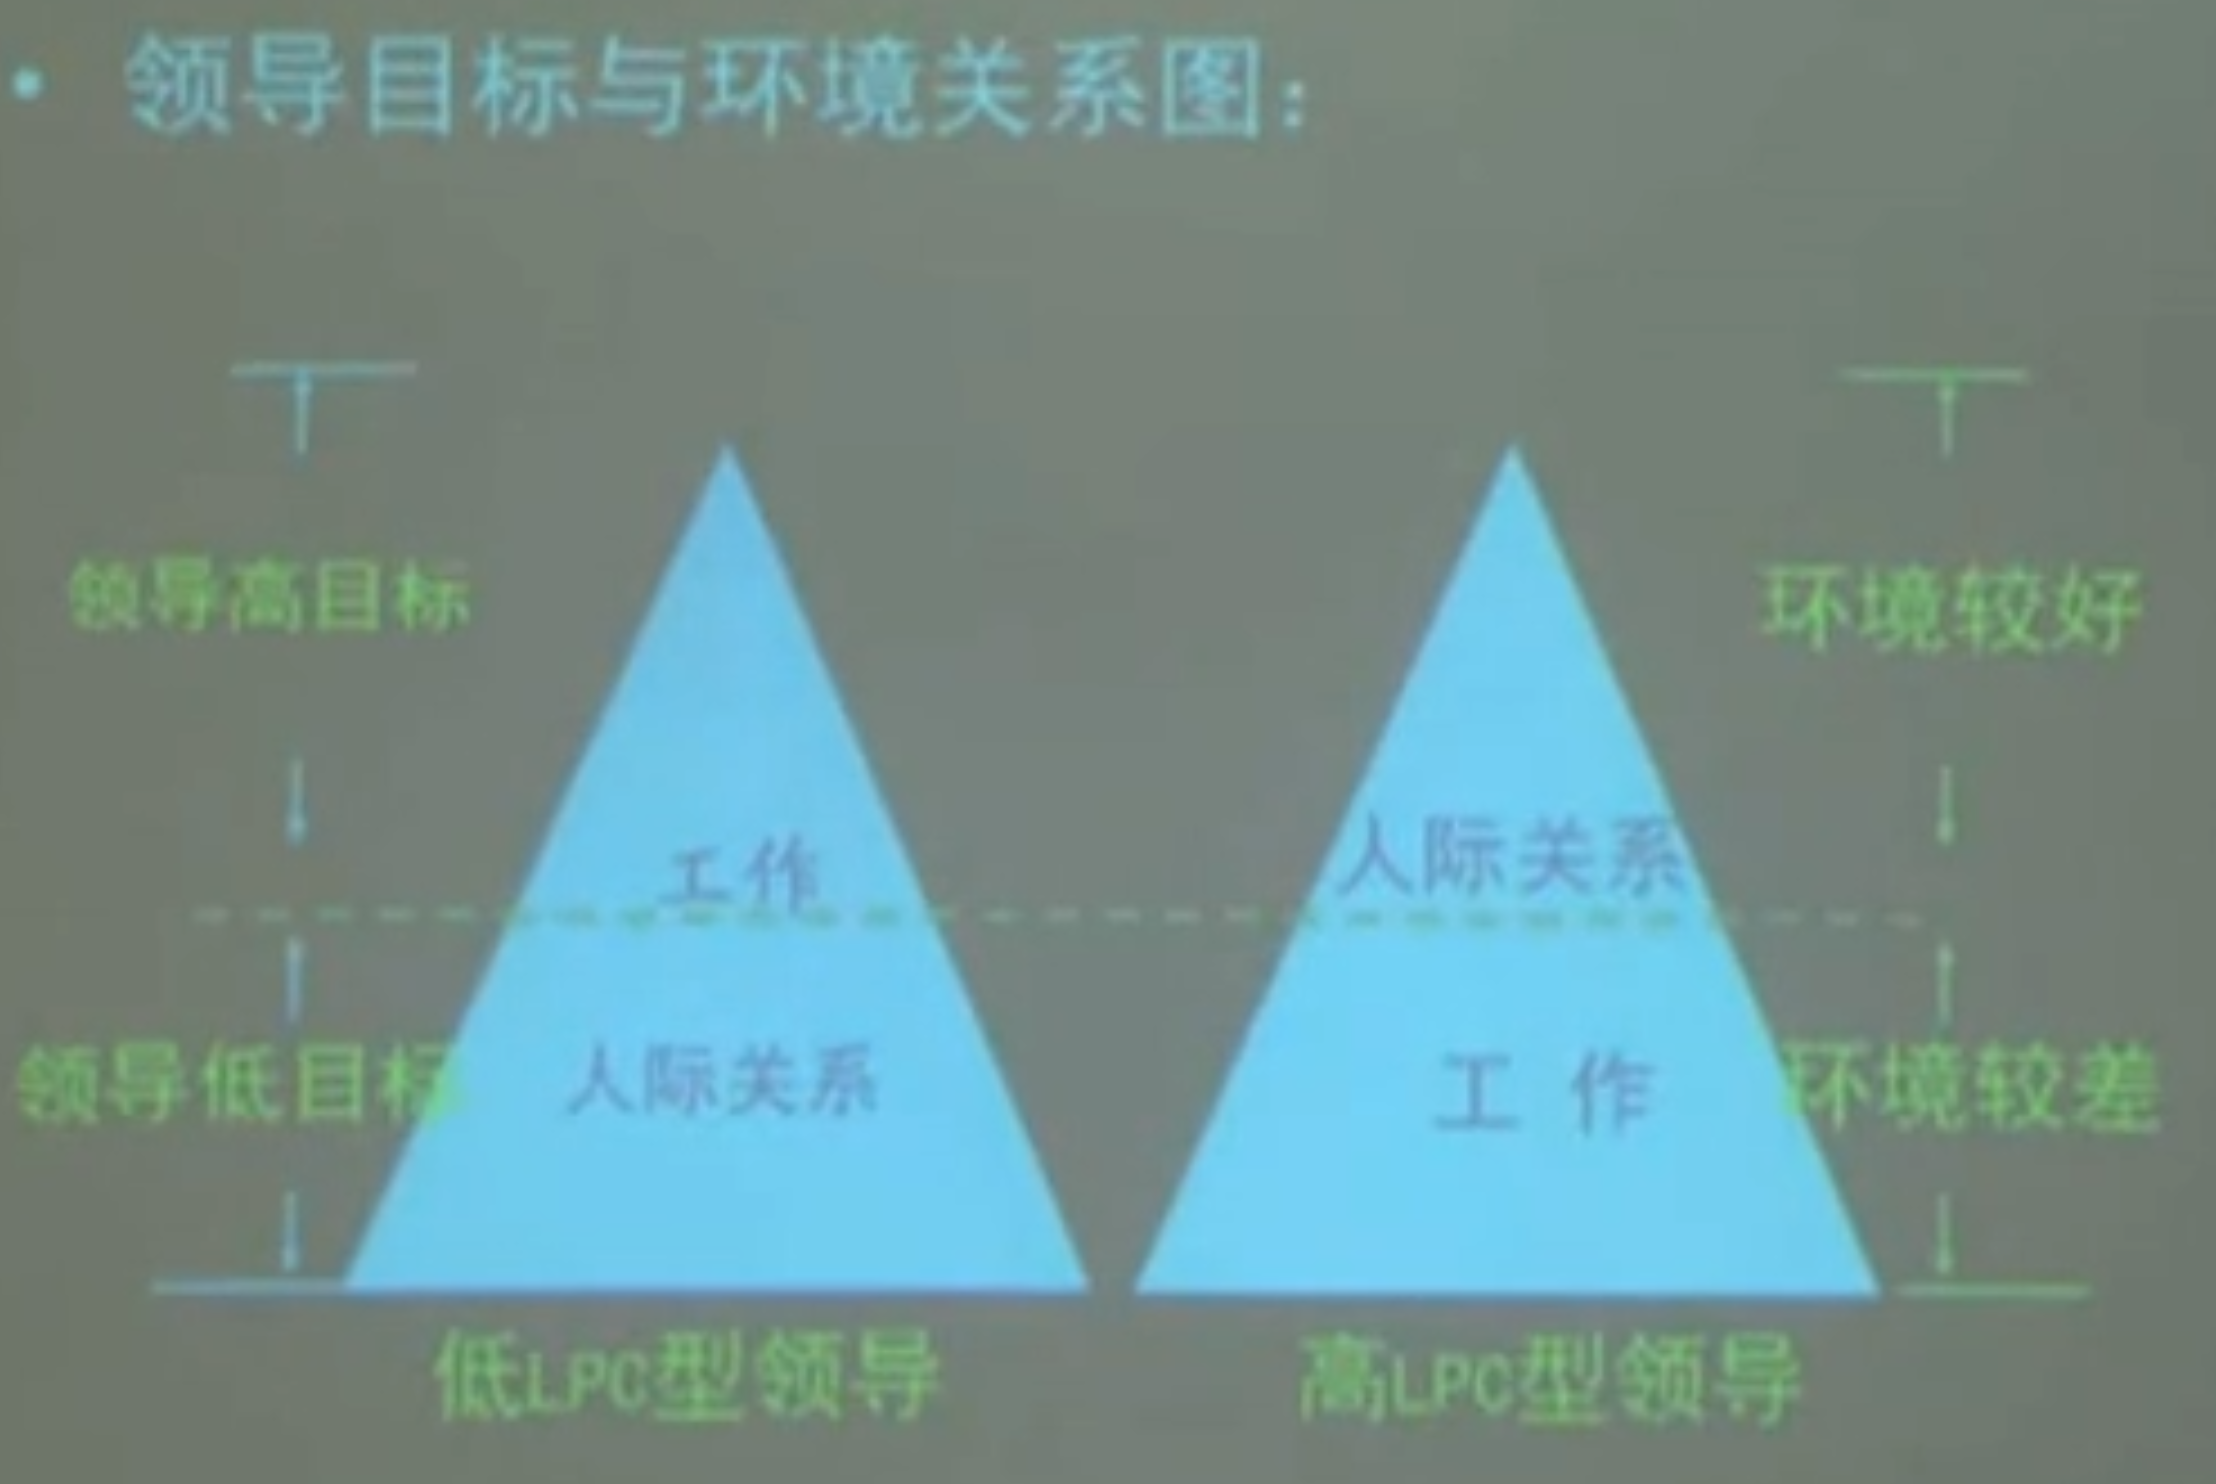 • 领导目标与环境关系图：
领导高目标
环境较好
工作
人际关系
领导低目标
人际关系
工 作
环境较差
低LPC型领导
高LPC型领导